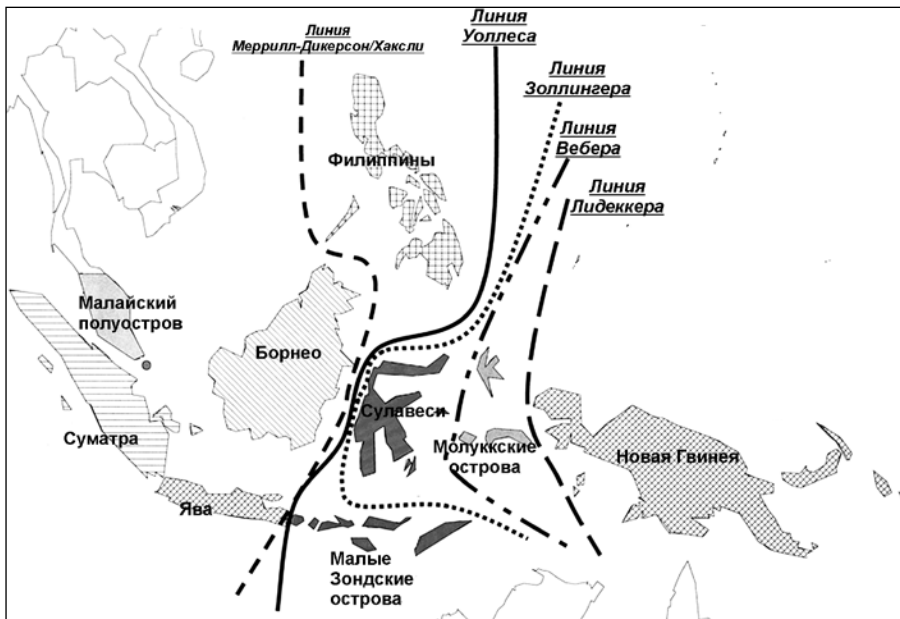 Линия
Меррилл-Дикерсон/Хаксли
Линия
Уоллеса
Линия
Золлингера
Линия
Вебера
Линия
Лидеккера
Филиппины
Малайский
полуостров
Борнео
Суматра
Сулавеси
Молуккские
острова
Новая Гвинея
Ява
Малые
Зондские
острова